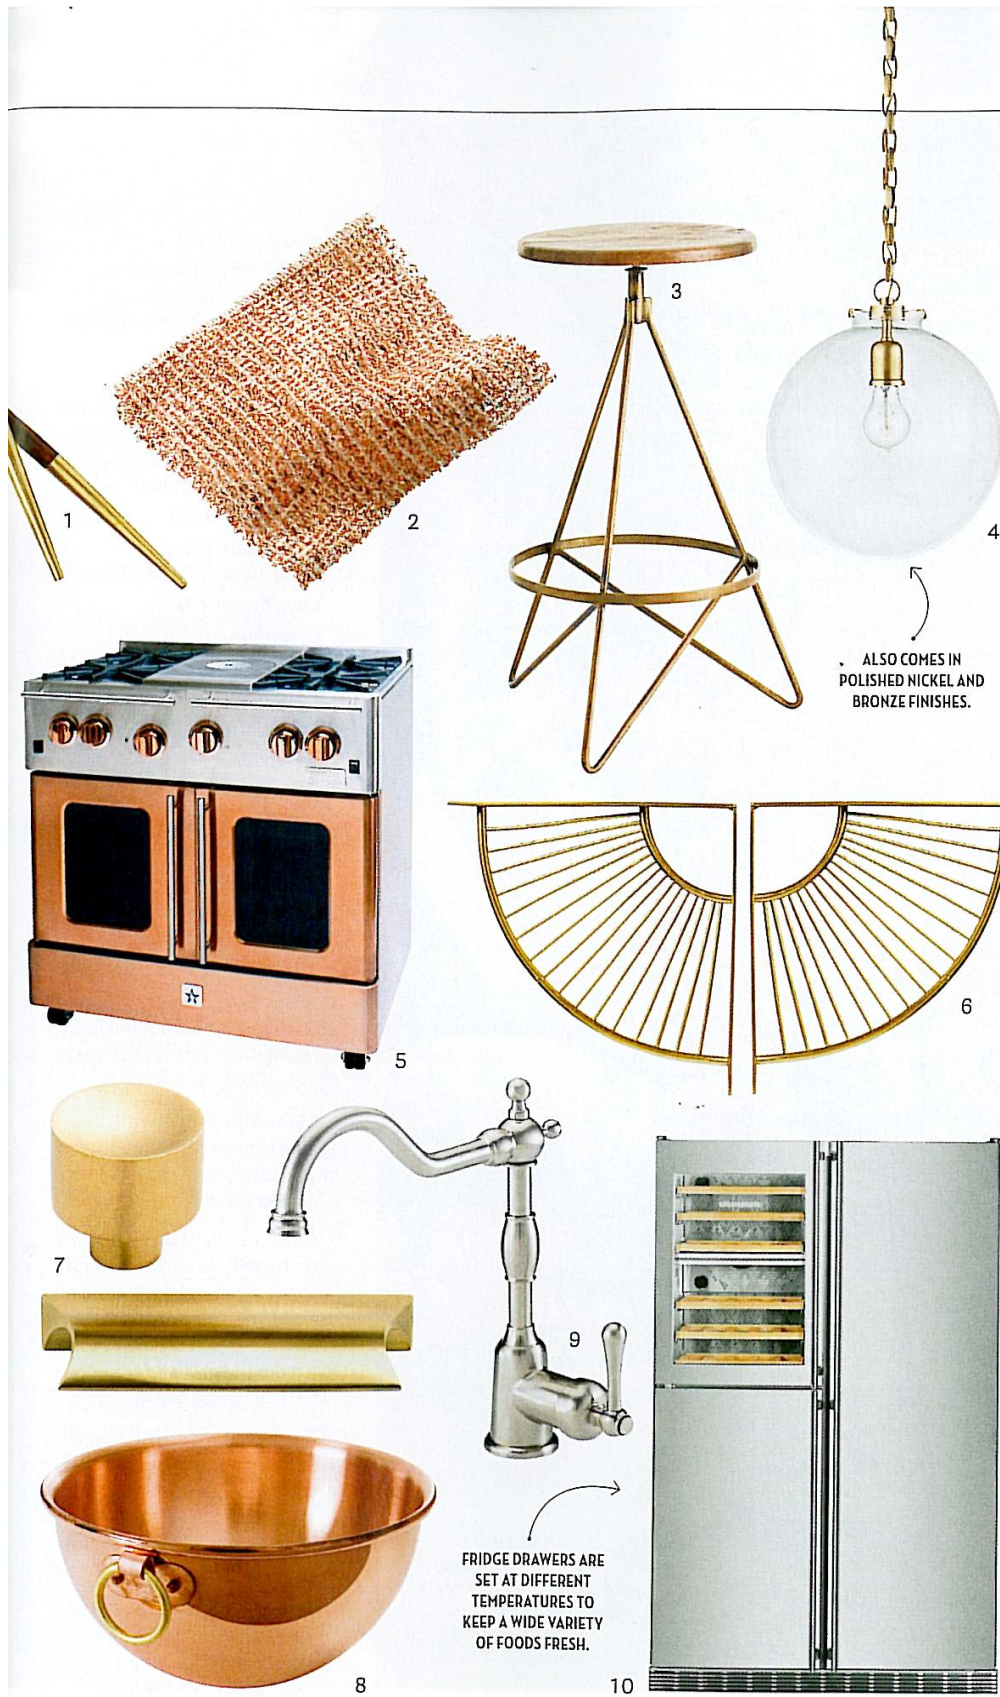 3
1
2
4
ALSO COMES IN
POLISHED NICKEL AND
BRONZE FINISHES.
5
6
7
9
FRIDGE DRAWERS ARE
SET AT DIFFERENT
TEMPERATURES TO
KEEP A WIDE VARIETY
OF FOODS FRESH.
8
10